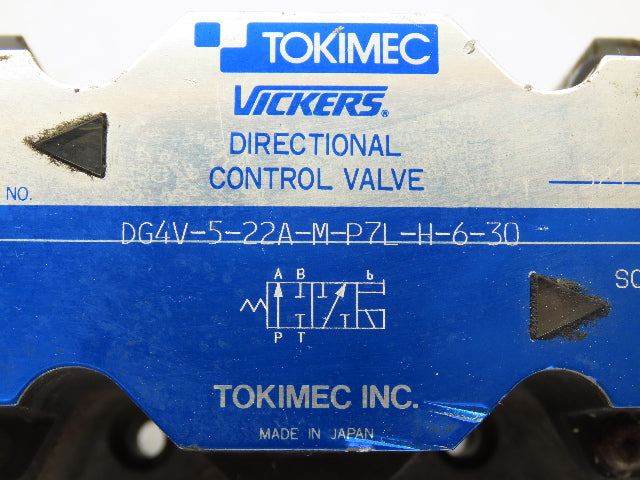 TOKIMEC
VICKERS®
DIRECTIONAL
CONTROL VALVE
NO.
DG4V-5-22A-M-P7L-H-6-30
A B b
P T
TOKIMEC INC.
MADE IN JAPAN